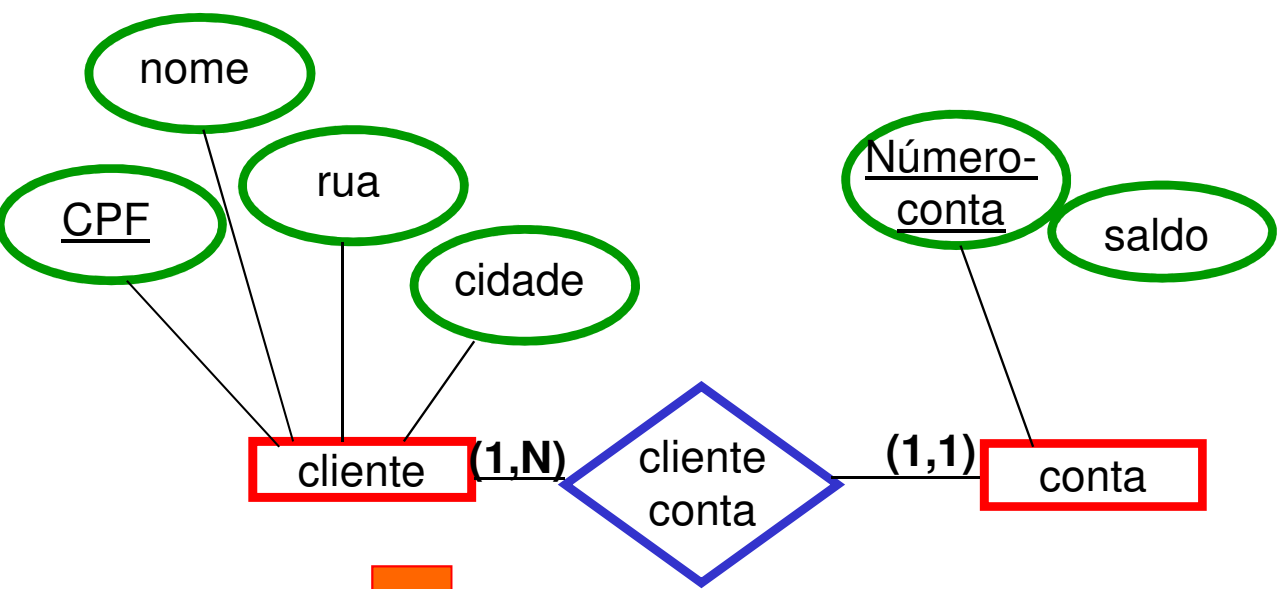 nome
rua
CPF
cidade
Número-
conta
saldo
cliente
(1,N)
cliente
conta
(1,1)
conta